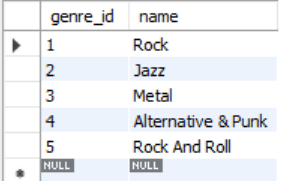 genre_id name
1 Rock
2 Jazz
3 Metal
4 Alternative & Punk
5 Rock And Roll
NULL NULL